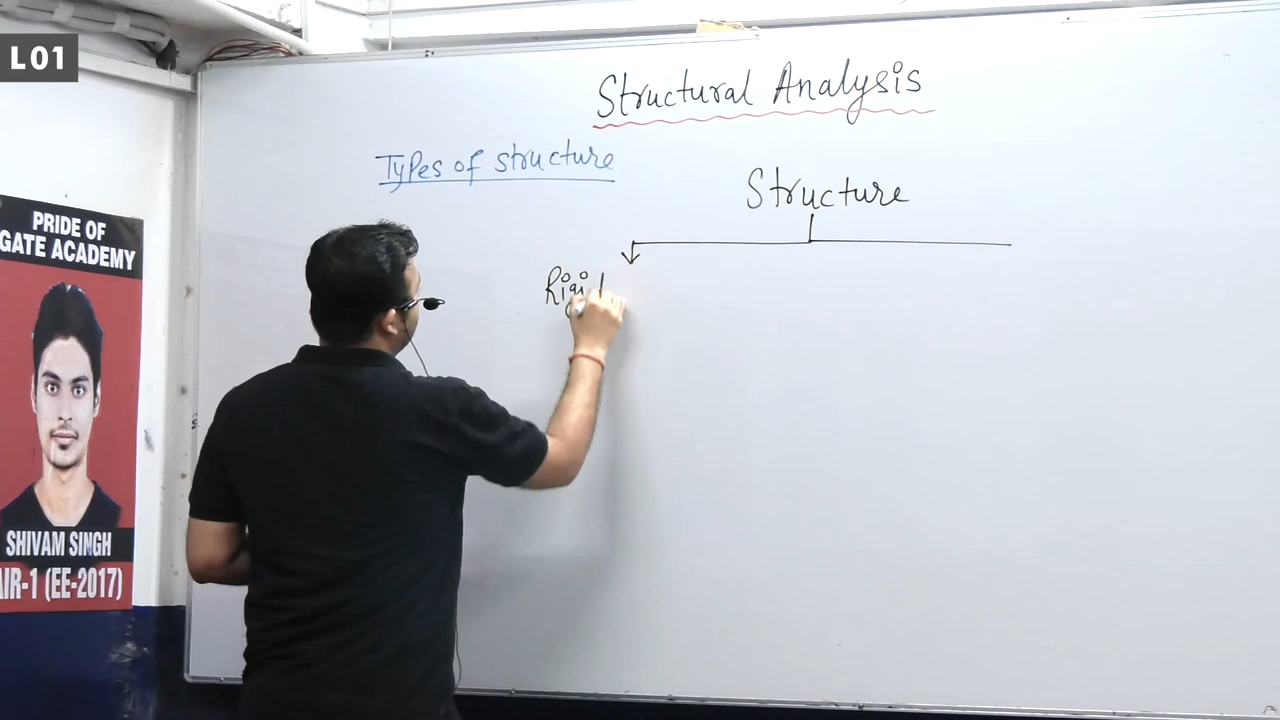 L01
Structural Analysis
Types of structure
Structure
Rigid
PRIDE OF
GATE ACADEMY
SHIVAM SINGH
AIR-1 (EE-2017)